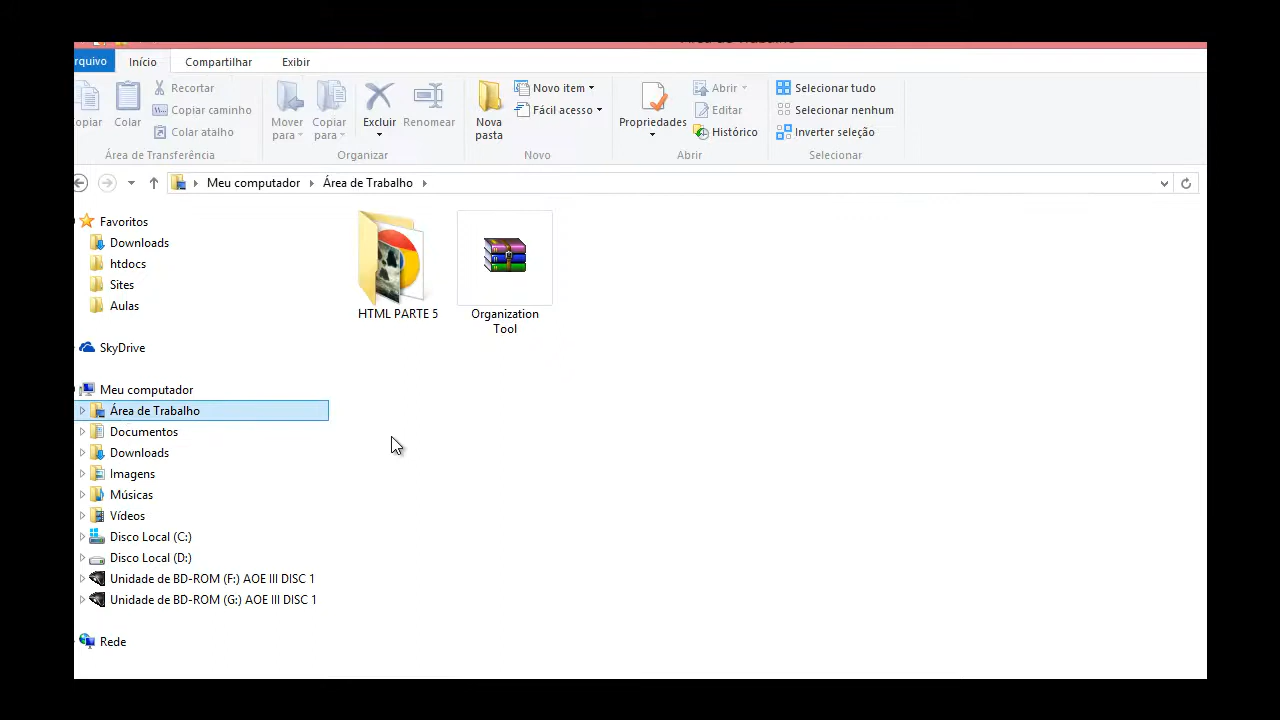 Área de Trabalho
rquivo Início Compartilhar Exibir
opiar
Colar
Recortar
Copiar caminho
Colar atalho
Área de Transferência
Mover para
Copiar para
Excluir
Renomear
Organizar
Nova pasta
Novo item
Fácil acesso
Novo
Propriedades
Abrir
Editar
Histórico
Abrir
Selecionar tudo
Selecionar nenhum
Inverter seleção
Selecionar
Meu computador Área de Trabalho
Favoritos
Downloads
htdocs
Sites
Aulas
SkyDrive
Meu computador
Área de Trabalho
Documentos
Downloads
Imagens
Músicas
Vídeos
Disco Local (C:)
Disco Local (D:)
Unidade de BD-ROM (F:) AOE III DISC 1
Unidade de BD-ROM (G:) AOE III DISC 1
Rede
HTML PARTE 5
Organization
Tool